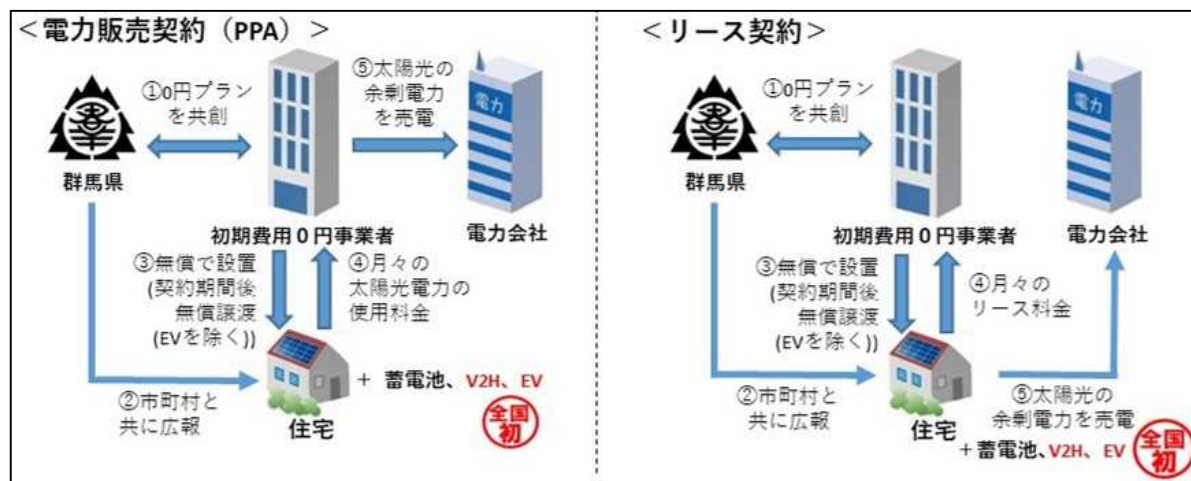 ＜電力販売契約（PPA）＞
①0円プラン
を共創
⑤太陽光の
余剰電力
を売電
電力
群馬県
初期費用０円事業者
電力会社
③無償で設置
(契約期間後
無償譲渡
(EVを除く))
④月々の
太陽光電力の
使用料金
②市町村と
共に広報
住宅
＋ 蓄電池、V2H、EV
全国
初
＜リース契約＞
①0円プラン
を共創
電力
群馬県
初期費用０円事業者
電力会社
③無償で設置
(契約期間後
無償譲渡
(EVを除く))
④月々の
リース料金
②市町村と
共に広報
住宅
⑤太陽光の
余剰電力を売電
＋蓄電池、V2H、EV
全国
初